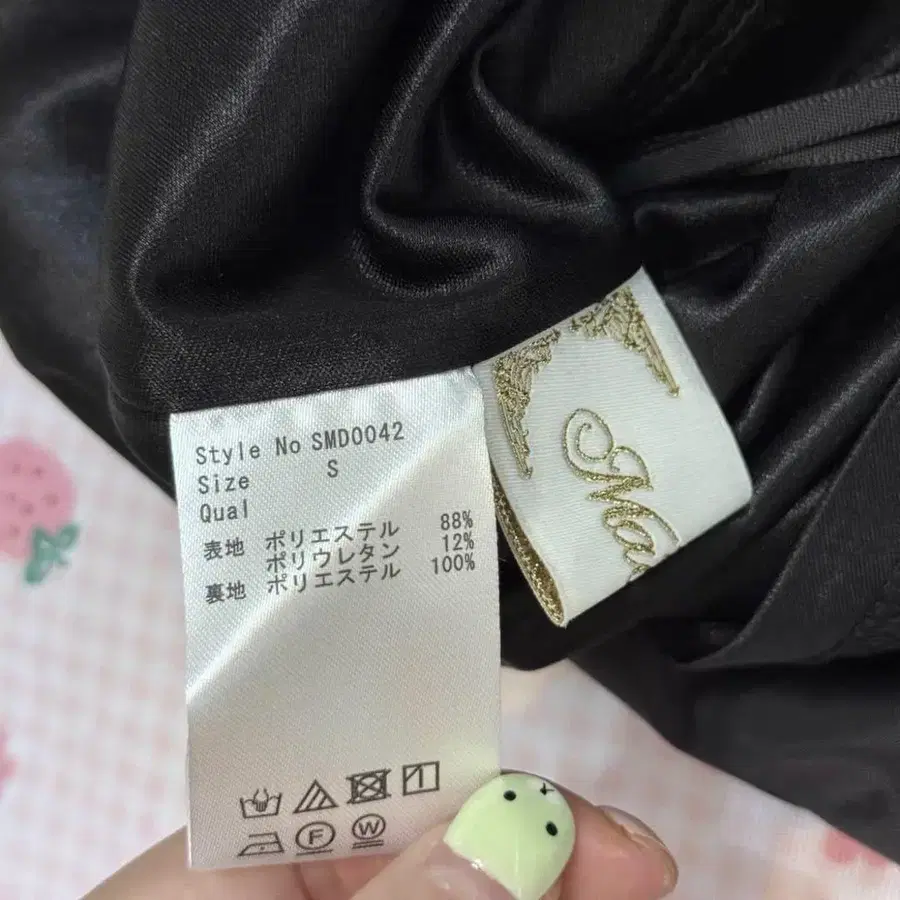 Style No SMD0042
Size S
Qual
表地 ポリエステル 88%
ポリウレタン 12%
裏地 ポリエステル 100%
F W